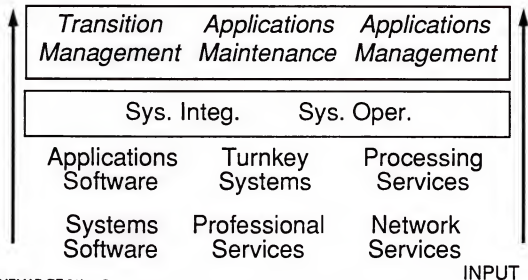 Transition Applications Applications
Management Maintenance Management
Sys. Integ. Sys. Oper.
Applications Turnkey Processing
Software Systems Services
Systems Professional Network
Software Services Services
INPUT